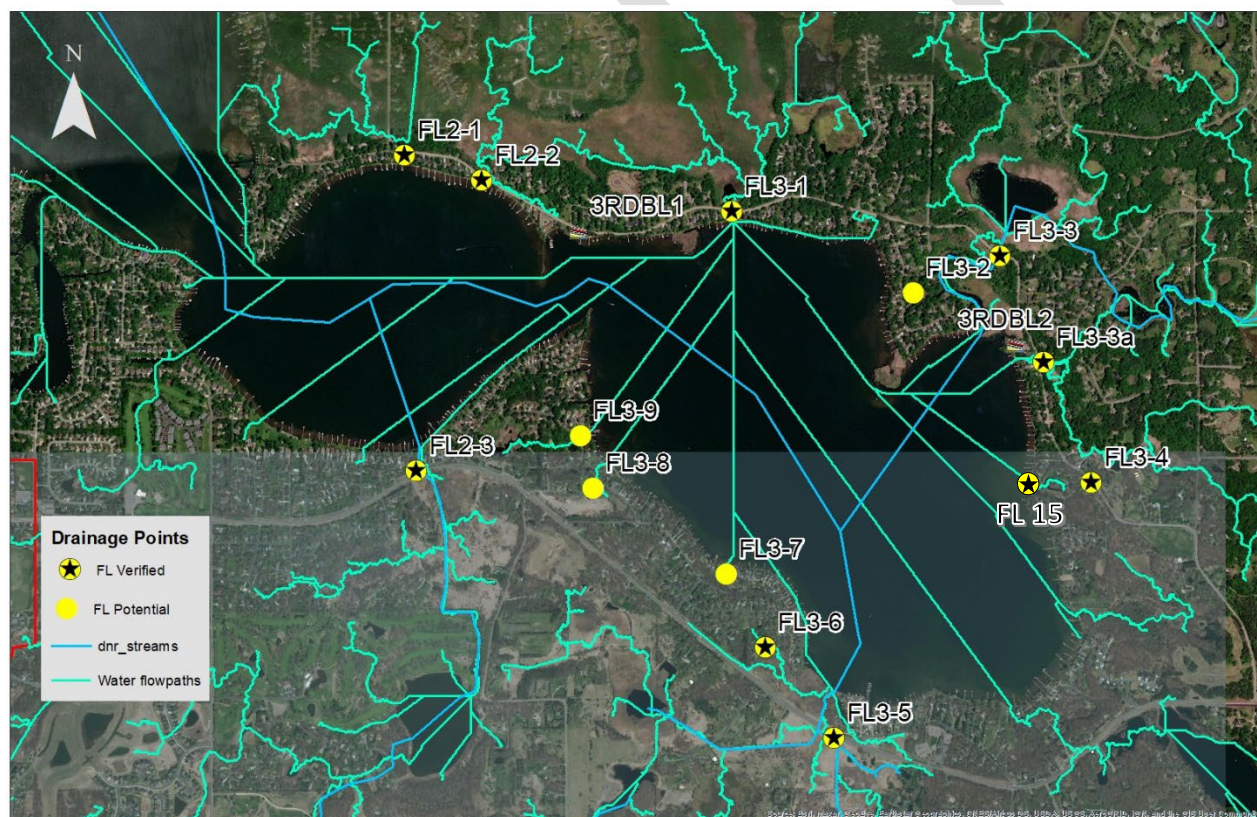 N
FL2-1
FL2-2
FL3-1
3RDBL1
FL3-3
FL3-2
3RDBL2
FL3-3a
FL3-9
FL2-3
FL3-8
FL3-4
FL 15
FL3-7
FL3-6
FL3-5
Drainage Points
FL Verified
FL Potential
dnr_streams
Water flowpaths